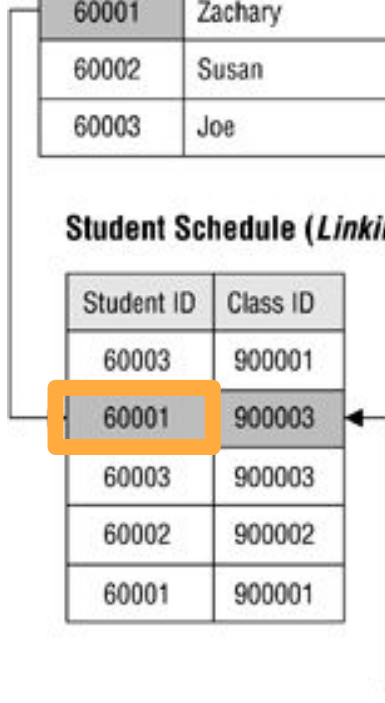 60001 Zachary
60002 Susan
60003 Joe
Student Schedule (
Student ID Class ID
60003 900001
60001 900003
60003 900003
60002 900002
60001 900001